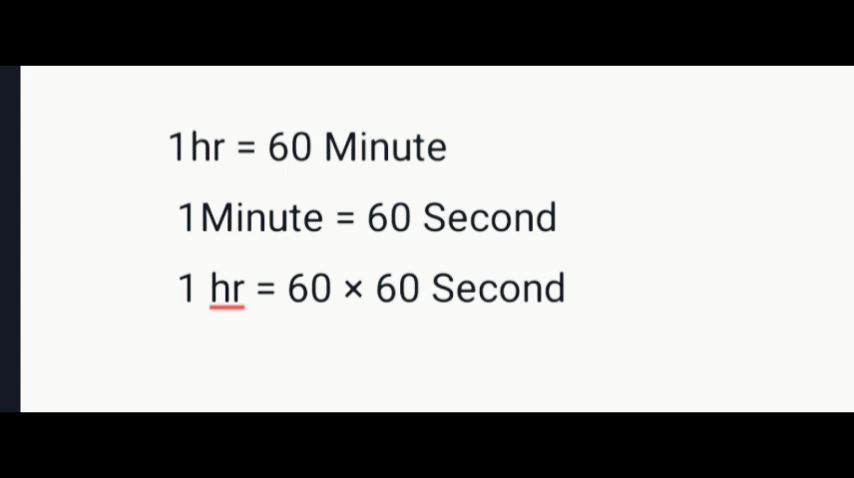 1hr = 60 Minute
1Minute = 60 Second
1 hr = 60 × 60 Second